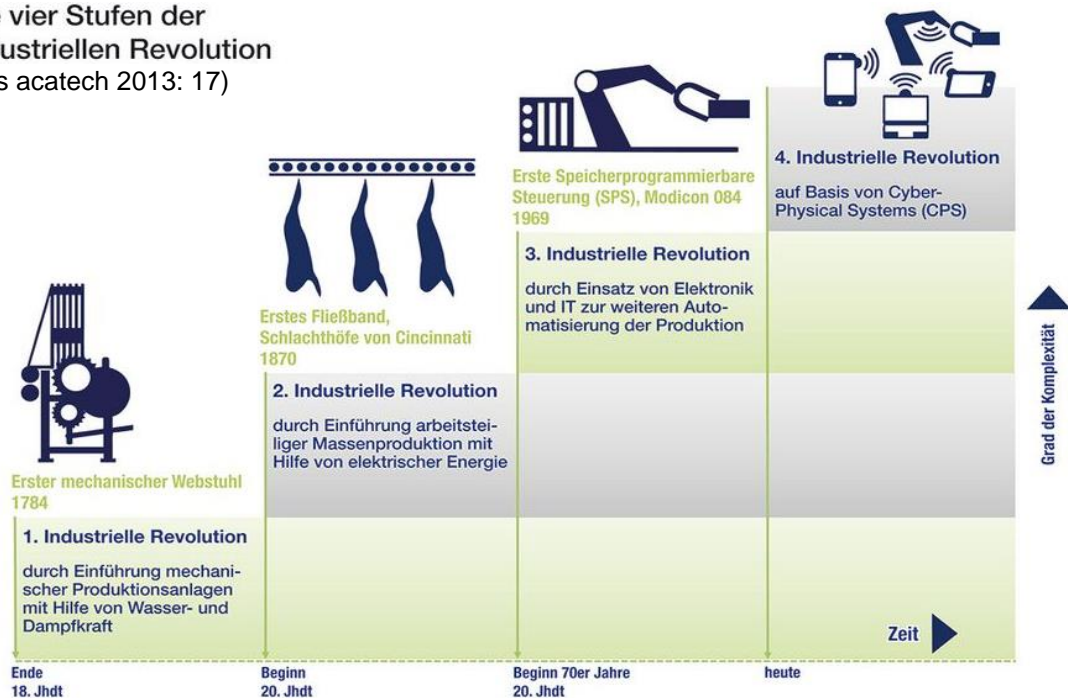 vier Stufen der
ustriellen Revolution
s acatech 2013: 17)
4. Industrielle Revolution
auf Basis von Cyber-
Physical Systems (CPS)
Erste Speicherprogrammierbare
Steuerung (SPS), Modicon 084
1969
3. Industrielle Revolution
durch Einsatz von Elektronik
und IT zur weiteren Auto-
matisierung der Produktion
Erstes Fließband,
Schlachthöfe von Cincinnati
1870
2. Industrielle Revolution
durch Einführung arbeitstei-
liger Massenproduktion mit
Hilfe von elektrischer Energie
Erster mechanischer Webstuhl
1784
1. Industrielle Revolution
durch Einführung mechani-
scher Produktionsanlagen
mit Hilfe von Wasser- und
Dampfkraft
Grad der Komplexität
Zeit
Ende
18. Jhdt
Beginn
20. Jhdt
Beginn 70er Jahre
20. Jhdt
heute